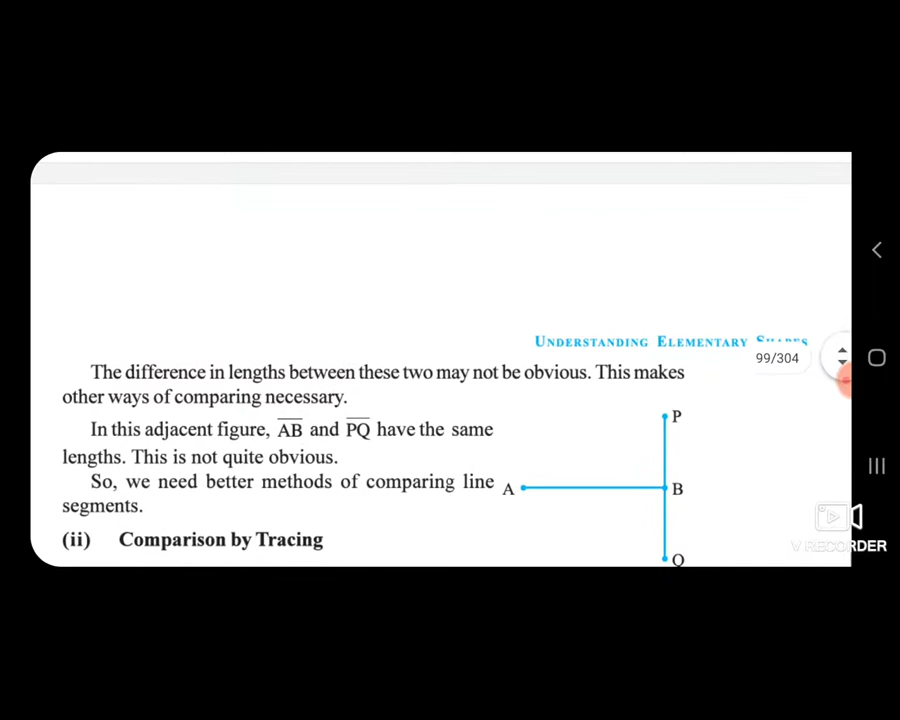 UNDERSTANDING ELEMENTARY
99/304
The difference in lengths between these two may not be obvious. This makes
other ways of comparing necessary.
In this adjacent figure, A̅B̅ and P̅Q̅ have the same
lengths. This is not quite obvious.
So, we need better methods of comparing line
segments.
(ii) Comparison by Tracing
P
A
B
Q
V RECORDER